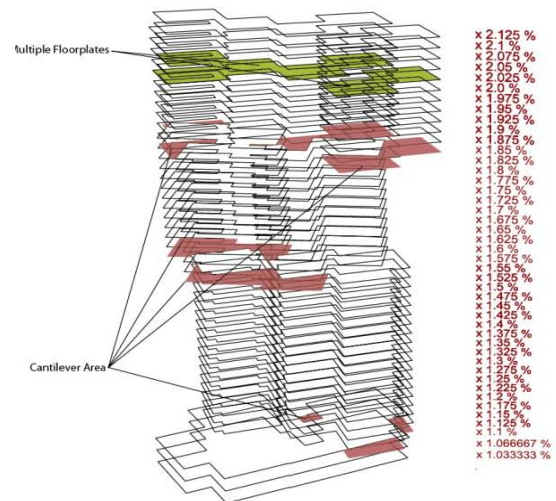 Multiple Floorplates
Cantilever Area
x 2.125 %
x 2.1 %
x 2.075 %
x 2.05 %
x 2.025 %
x 2.0 %
x 1.975 %
x 1.95 %
x 1.925 %
x 1.9 %
x 1.875 %
x 1.85 %
x 1.825 %
x 1.8 %
x 1.775 %
x 1.75 %
x 1.725 %
x 1.7 %
x 1.675 %
x 1.65 %
x 1.625 %
x 1.6 %
x 1.575 %
x 1.55 %
x 1.525 %
x 1.5 %
x 1.475 %
x 1.45 %
x 1.425 %
x 1.4 %
x 1.375 %
x 1.35 %
x 1.325 %
x 1.3 %
x 1.275 %
x 1.25 %
x 1.225 %
x 1.2 %
x 1.175 %
x 1.15 %
x 1.125 %
x 1.1 %
x 1.066667 %
x 1.033333 %